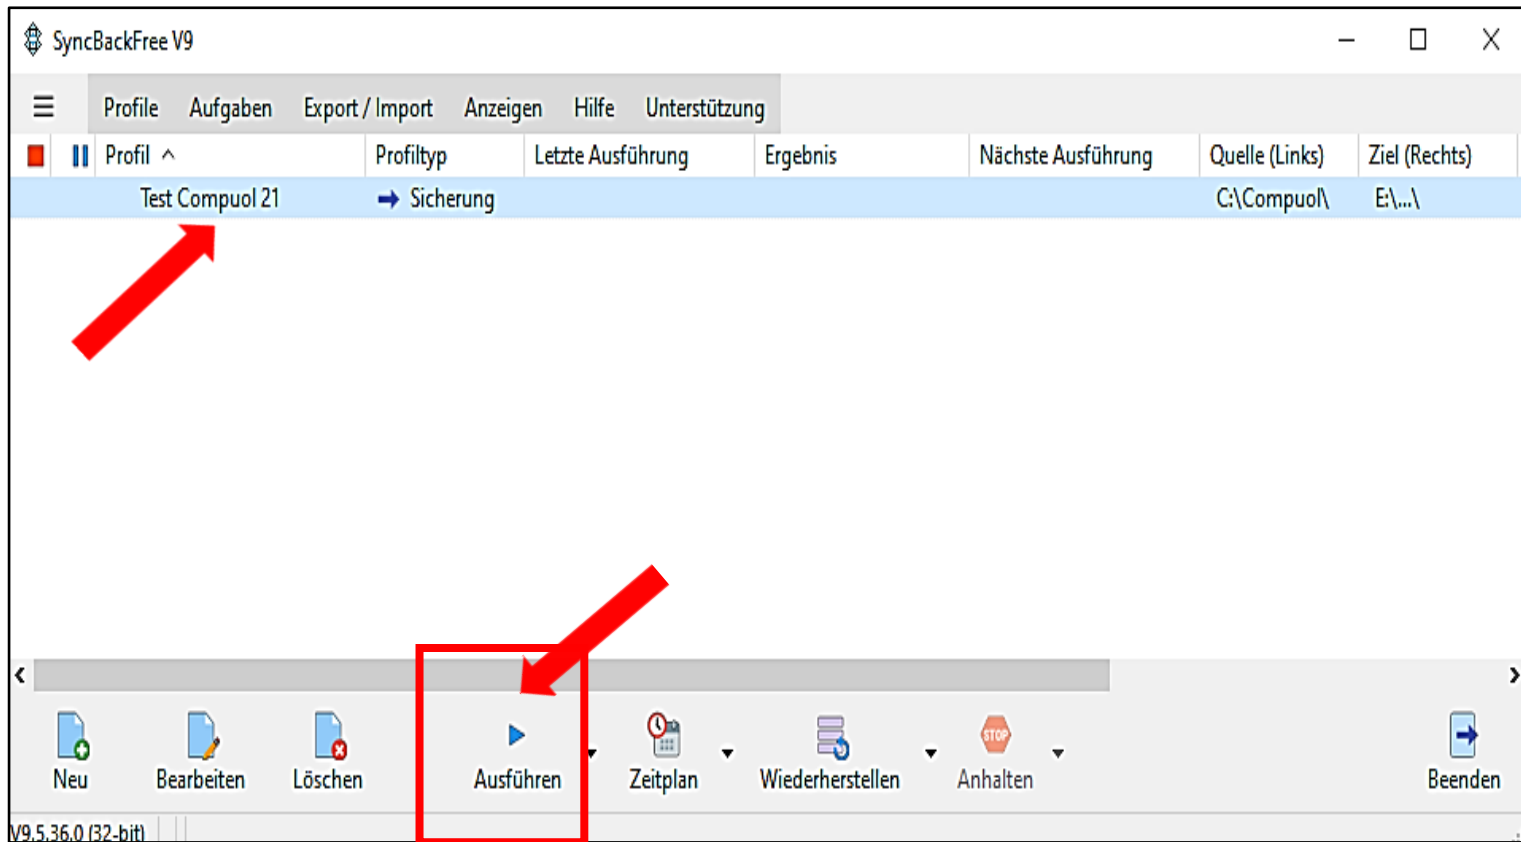 SyncBackFree V9
Profile Aufgaben Export / Import Anzeigen Hilfe Unterstützung
Profil Profiltyp Letzte Ausführung Ergebnis Nächste Ausführung Quelle (Links) Ziel (Rechts)
Test Compuol 21 Sicherung C:\Compuol\ E:\...\
STOP
Neu Bearbeiten Löschen Ausführen Zeitplan Wiederherstellen Anhalten Beenden
V9.5.36.0 (32-bit)